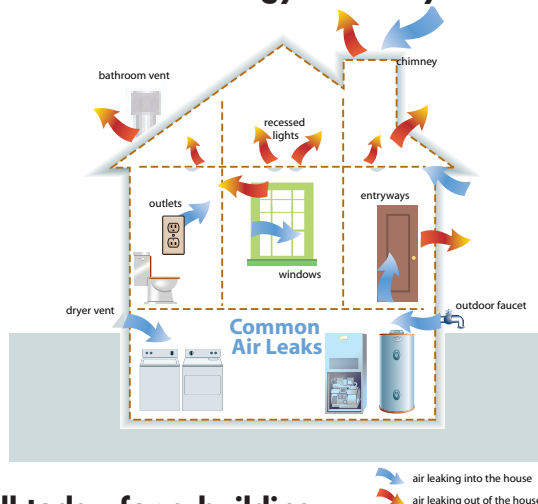 chimney
bathroom vent
recessed
lights
outlets
entryways
windows
dryer vent
outdoor faucet
Common
Air Leaks
air leaking into the house
air leaking out of the house